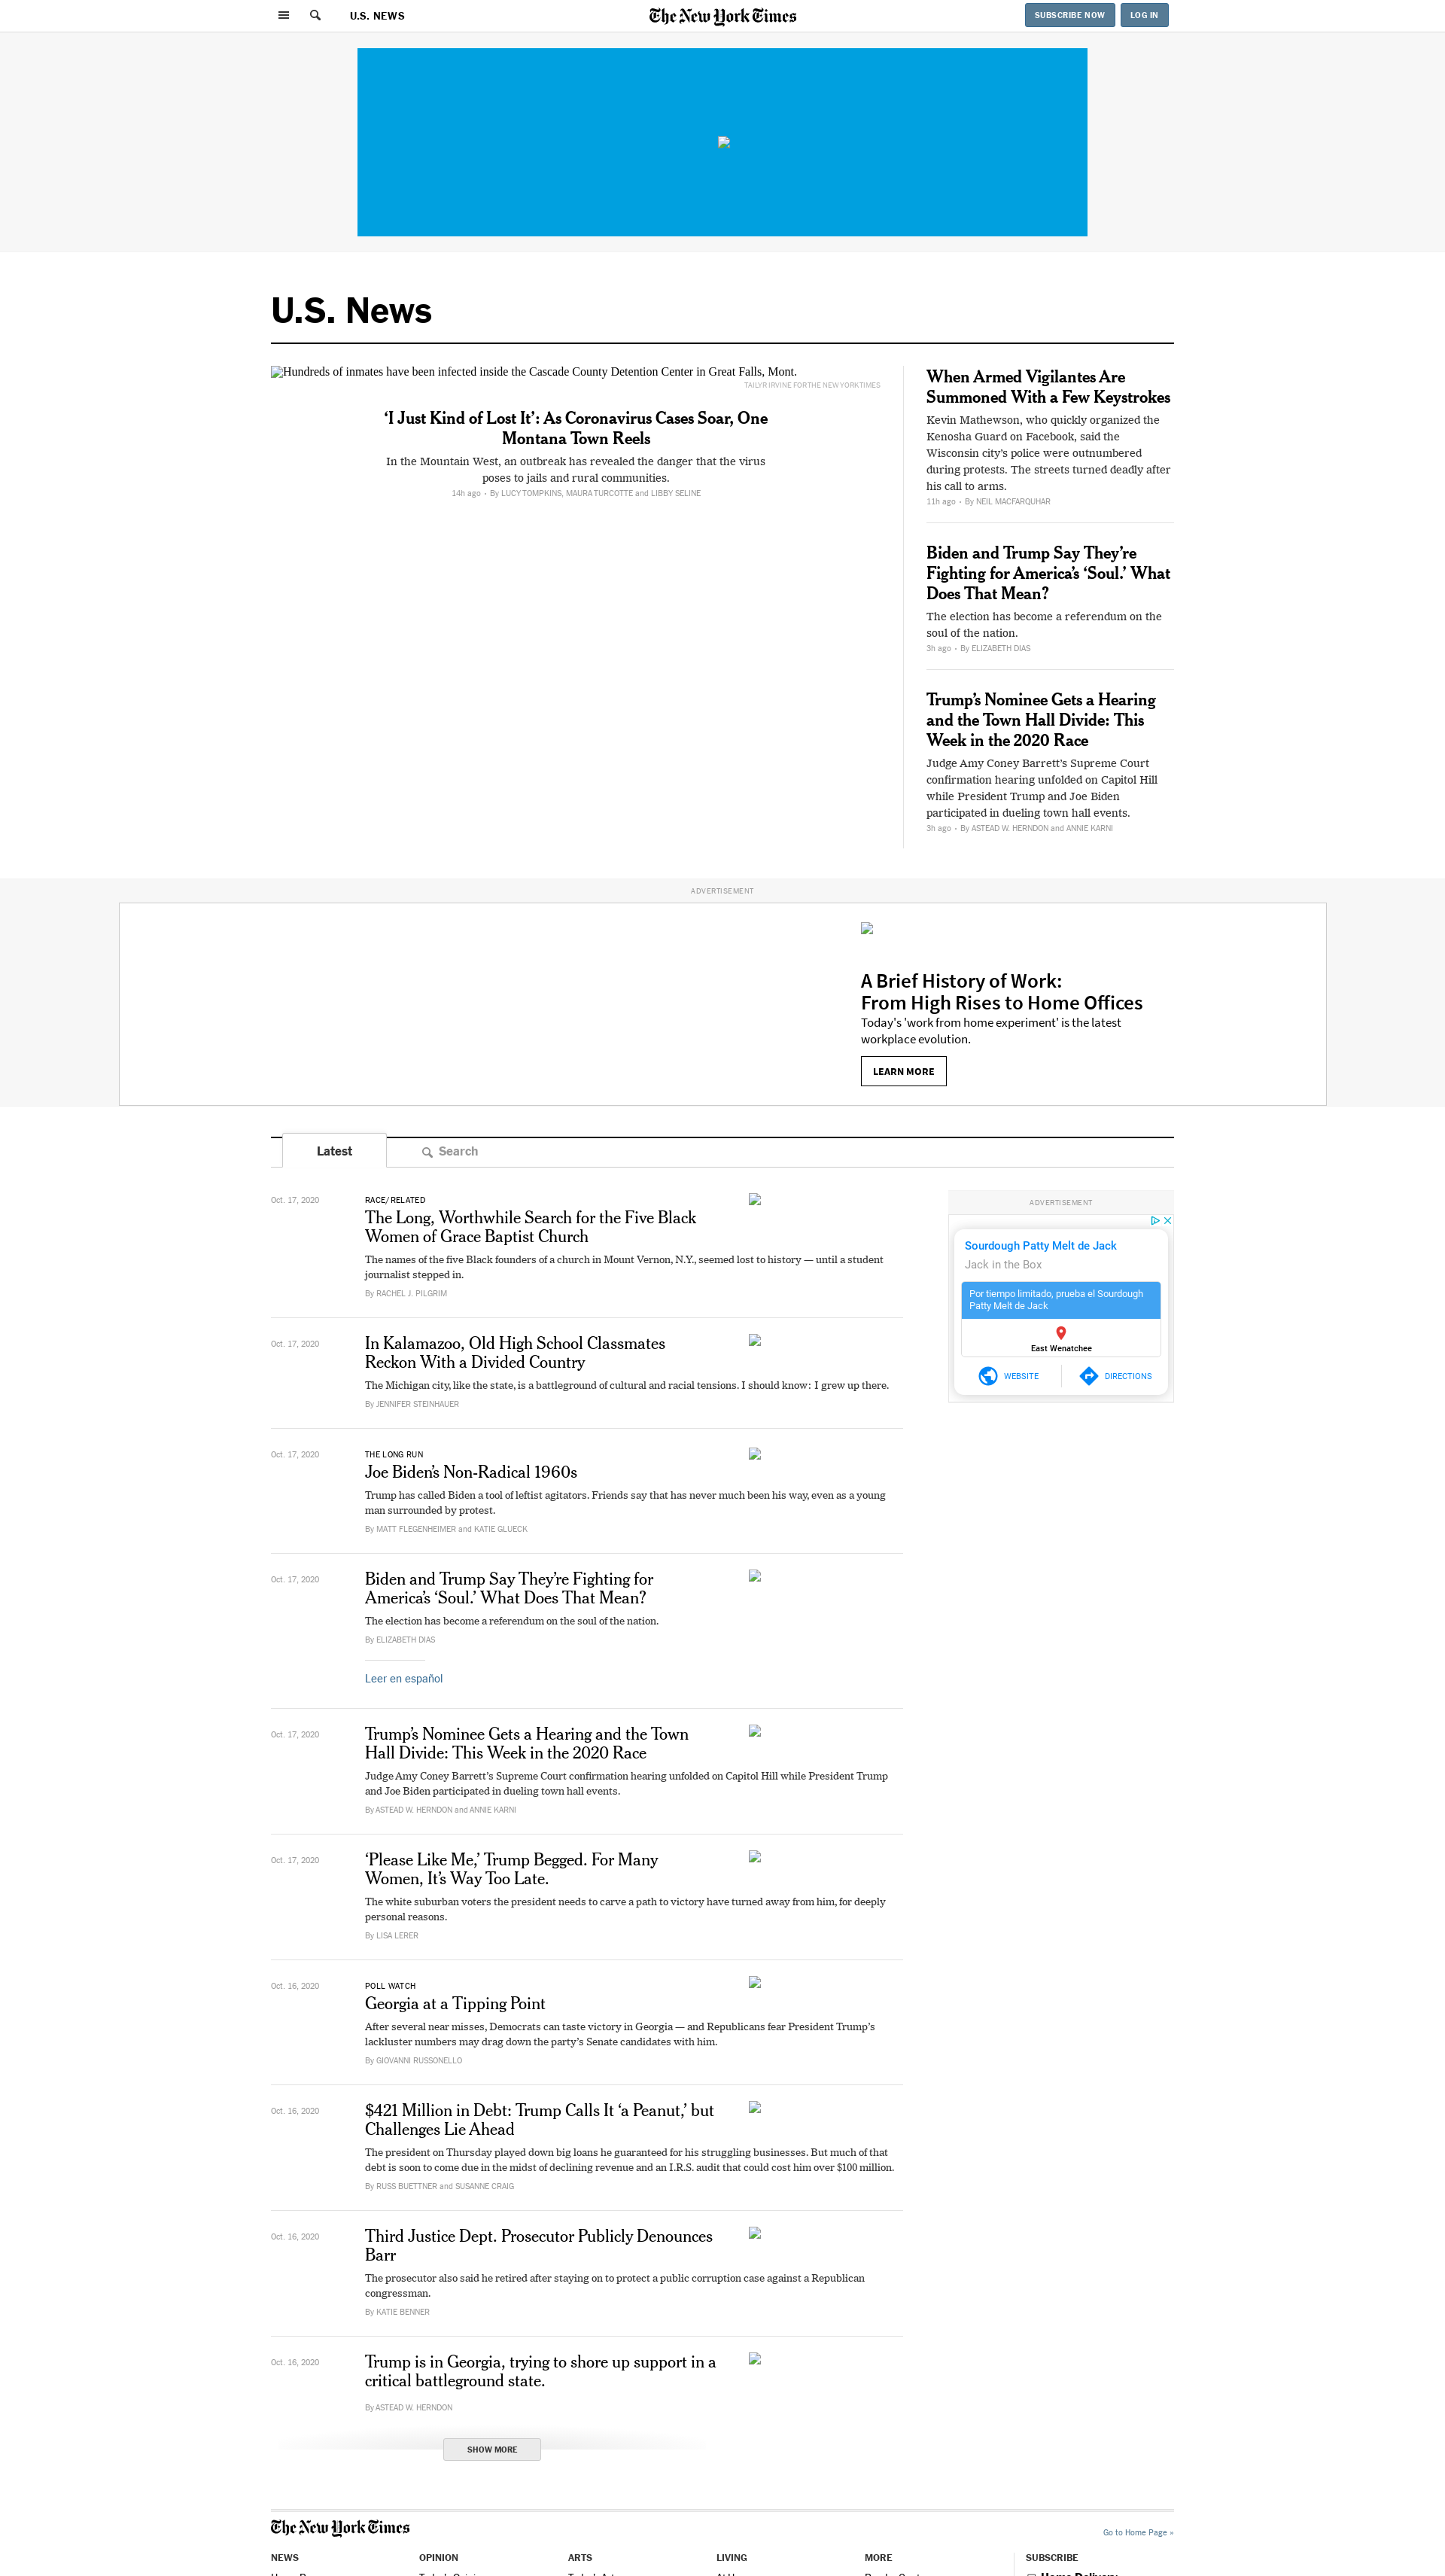 U.S. NEWS
The New York Times
SUBSCRIBE NOW
LOG IN
U.S. News
Hundreds of inmates have been infected inside the Cascade County Detention Center in Great Falls, Mont.
TAILYR IRVINE FOR THE NEW YORK TIMES
‘I Just Kind of Lost It’: As Coronavirus Cases Soar, One
Montana Town Reels
In the Mountain West, an outbreak has revealed the danger that the virus
poses to jails and rural communities.
14h ago • By LUCY TOMPKINS, MAURA TURCOTTE and LIBBY SELINE
When Armed Vigilantes Are
Summoned With a Few Keystrokes
Kevin Mathewson, who quickly organized the
Kenosha Guard on Facebook, said the
Wisconsin city’s police were outnumbered
during protests. The streets turned deadly after
his call to arms.
11h ago • By NEIL MACFARQUHAR
Biden and Trump Say They’re
Fighting for America’s ‘Soul.’ What
Does That Mean?
The election has become a referendum on the
soul of the nation.
3h ago • By ELIZABETH DIAS
Trump’s Nominee Gets a Hearing
and the Town Hall Divide: This
Week in the 2020 Race
Judge Amy Coney Barrett’s Supreme Court
confirmation hearing unfolded on Capitol Hill
while President Trump and Joe Biden
participated in dueling town hall events.
3h ago • By ASTEAD W. HERNDON and ANNIE KARNI
ADVERTISEMENT
A Brief History of Work:
From High Rises to Home Offices
Today's 'work from home experiment' is the latest
workplace evolution.
LEARN MORE
Latest
Search
Oct. 17, 2020
RACE/RELATED
The Long, Worthwhile Search for the Five Black
Women of Grace Baptist Church
The names of the five Black founders of a church in Mount Vernon, N.Y., seemed lost to history — until a student
journalist stepped in.
By RACHEL J. PILGRIM
ADVERTISEMENT
Sourdough Patty Melt de Jack
Jack in the Box
Por tiempo limitado, prueba el Sourdough
Patty Melt de Jack
East Wenatchee
WEBSITE
DIRECTIONS
Oct. 17, 2020
In Kalamazoo, Old High School Classmates
Reckon With a Divided Country
The Michigan city, like the state, is a battleground of cultural and racial tensions. I should know: I grew up there.
By JENNIFER STEINHAUER
Oct. 17, 2020
THE LONG RUN
Joe Biden’s Non-Radical 1960s
Trump has called Biden a tool of leftist agitators. Friends say that has never much been his way, even as a young
man surrounded by protest.
By MATT FLEGENHEIMER and KATIE GLUECK
Oct. 17, 2020
Biden and Trump Say They’re Fighting for
America’s ‘Soul.’ What Does That Mean?
The election has become a referendum on the soul of the nation.
By ELIZABETH DIAS
Leer en español
Oct. 17, 2020
Trump’s Nominee Gets a Hearing and the Town
Hall Divide: This Week in the 2020 Race
Judge Amy Coney Barrett’s Supreme Court confirmation hearing unfolded on Capitol Hill while President Trump
and Joe Biden participated in dueling town hall events.
By ASTEAD W. HERNDON and ANNIE KARNI
Oct. 17, 2020
‘Please Like Me,’ Trump Begged. For Many
Women, It’s Way Too Late.
The white suburban voters the president needs to carve a path to victory have turned away from him, for deeply
personal reasons.
By LISA LERER
Oct. 16, 2020
POLL WATCH
Georgia at a Tipping Point
After several near misses, Democrats can taste victory in Georgia — and Republicans fear President Trump’s
lackluster numbers may drag down the party’s Senate candidates with him.
By GIOVANNI RUSSONELLO
Oct. 16, 2020
$421 Million in Debt: Trump Calls It ‘a Peanut,’ but
Challenges Lie Ahead
The president on Thursday played down big loans he guaranteed for his struggling businesses. But much of that
debt is soon to come due in the midst of declining revenue and an I.R.S. audit that could cost him over $100 million.
By RUSS BUETTNER and SUSANNE CRAIG
Oct. 16, 2020
Third Justice Dept. Prosecutor Publicly Denounces
Barr
The prosecutor also said he retired after staying on to protect a public corruption case against a Republican
congressman.
By KATIE BENNER
Oct. 16, 2020
Trump is in Georgia, trying to shore up support in a
critical battleground state.
By ASTEAD W. HERNDON
SHOW MORE
The New York Times
Go to Home Page »
NEWS
OPINION
ARTS
LIVING
MORE
SUBSCRIBE